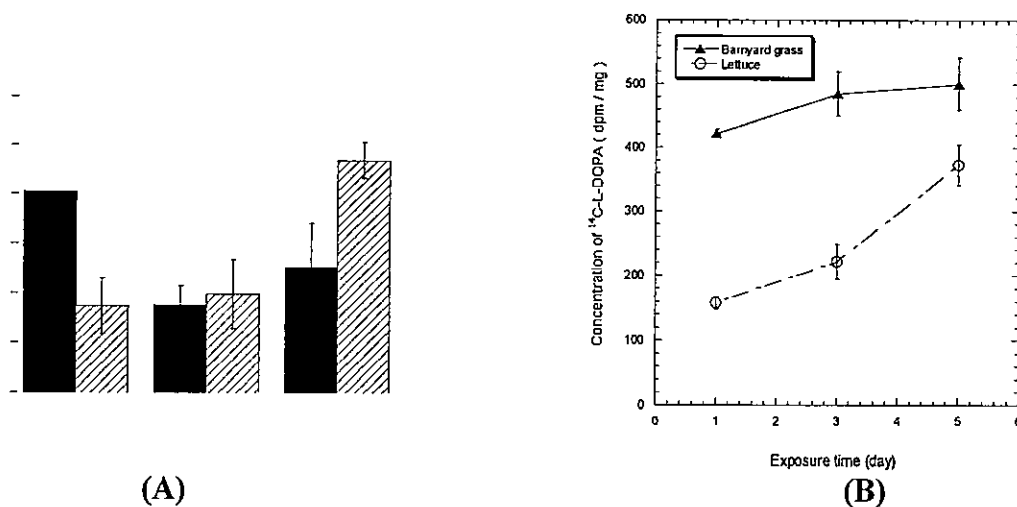 600
500
400
300
200
100
0
Concentration of ¹⁴C-L-DOPA ( dpm / mg )
Barnyard grass
Lettuce
0 1 2 3 4 5 6
Exposure time (day)
(A)
(B)